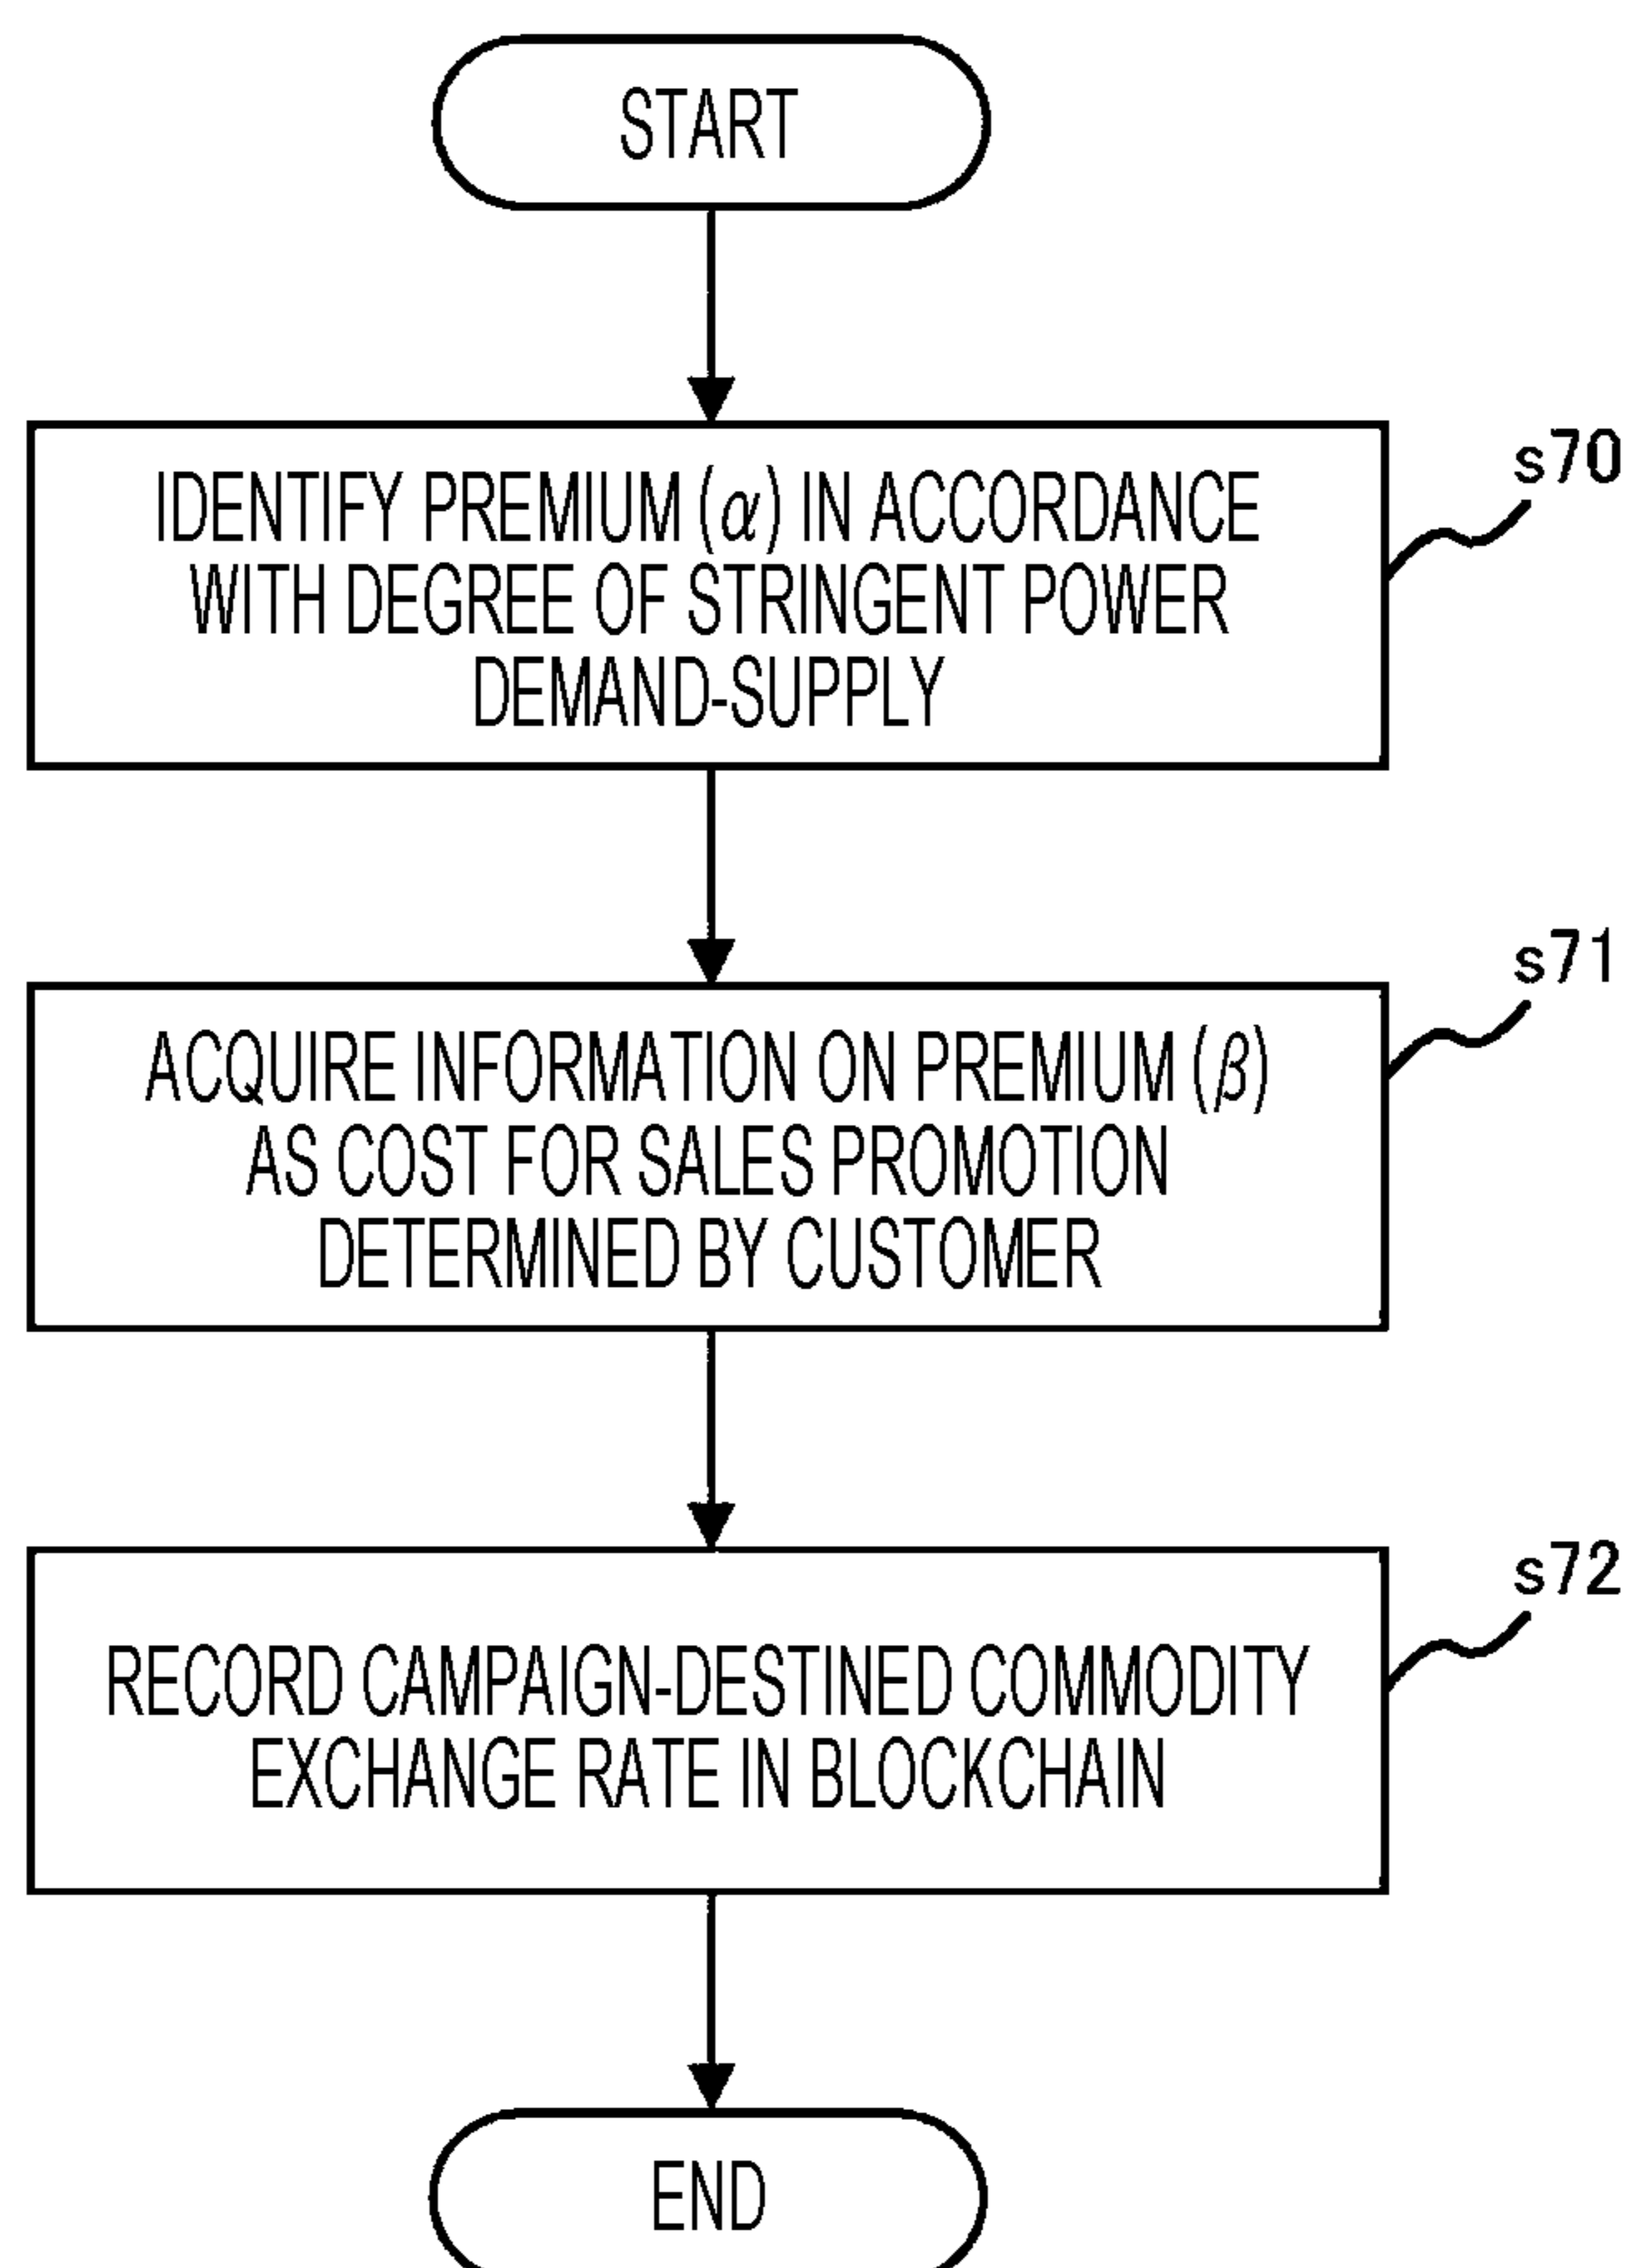 START
IDENTIFY PREMIUM (α) IN ACCORDANCE
WITH DEGREE OF STRINGENT POWER
DEMAND-SUPPLY
s70
ACQUIRE INFORMATION ON PREMIUM (β)
AS COST FOR SALES PROMOTION
DETERMINED BY CUSTOMER
s71
RECORD CAMPAIGN-DESTINED COMMODITY
EXCHANGE RATE IN BLOCKCHAIN
s72
END